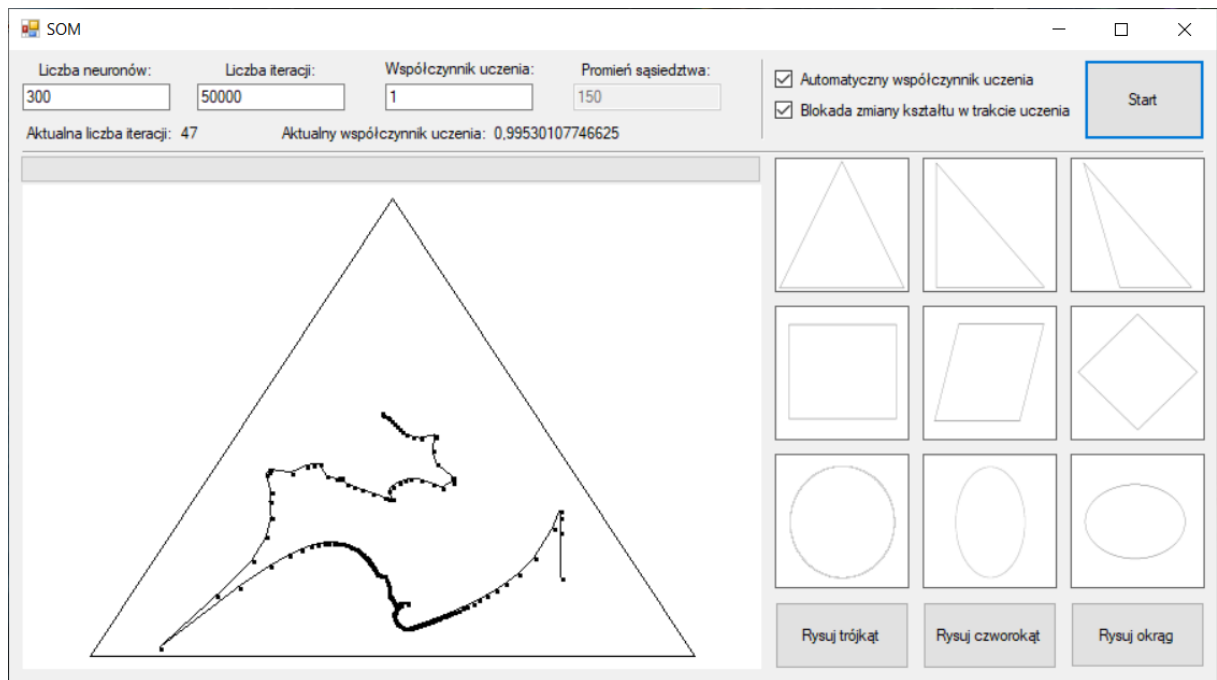 SOM
Liczba neuronów: Liczba iteracji: Współczynnik uczenia: Promień sąsiedztwa:
300 50000 1 150
Aktualna liczba iteracji: 47 Aktualny współczynnik uczenia: 0,99530107746625
Automatyczny współczynnik uczenia
Blokada zmiany kształtu w trakcie uczenia
Start
Rysuj trójkąt Rysuj czworokąt Rysuj okrąg